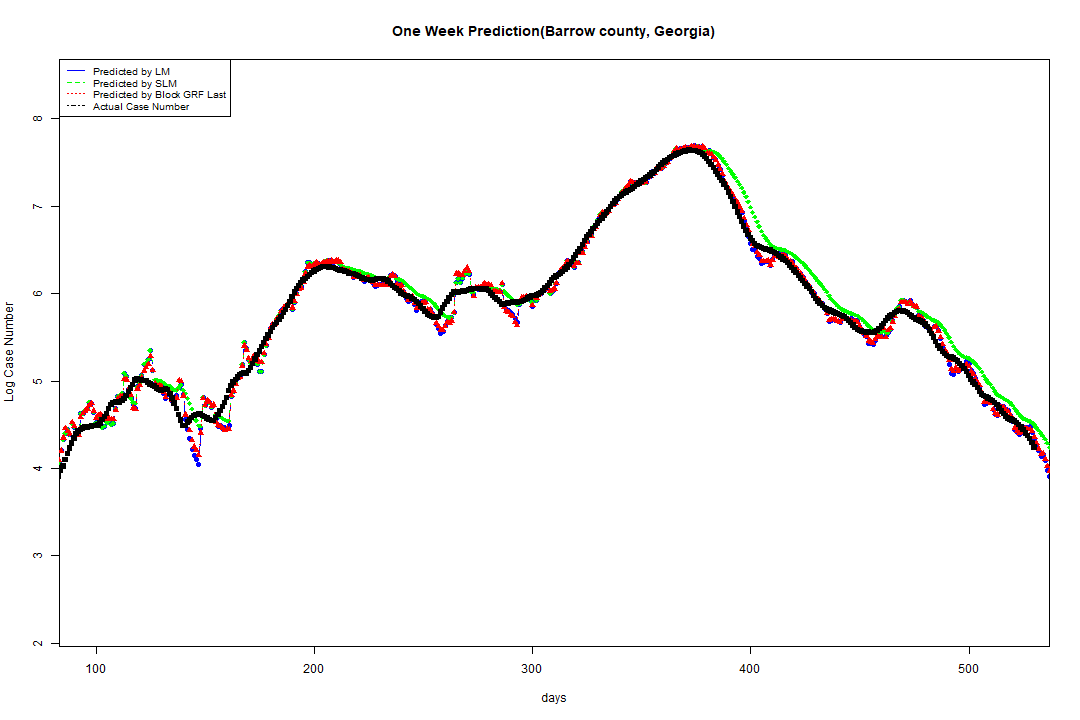 One Week Prediction(Barrow county, Georgia)
Predicted by LM
Predicted by SLM
Predicted by Block GRF Last
Actual Case Number
8
7
6
5
4
3
2
Log Case Number
100 200 300 400 500
days